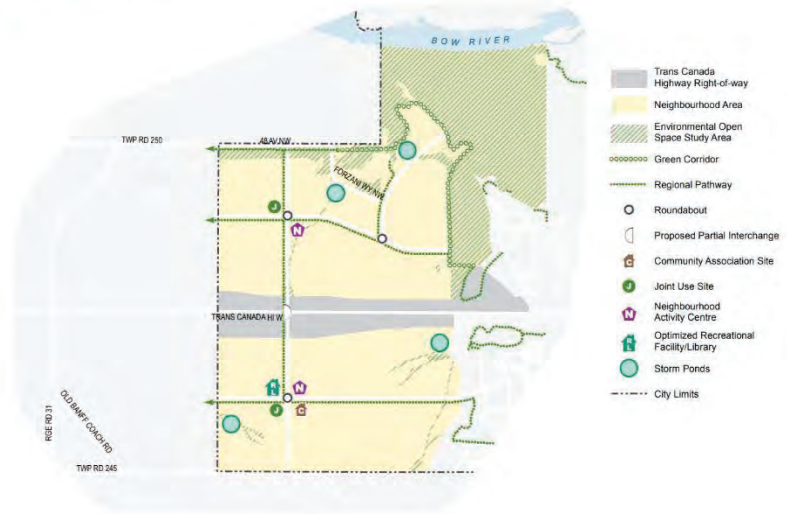 BOW RIVER
TWP RD 250
48 AV NW
FORZANI WY NW
J
N
TRANS CANADA HI W
R
L
N
J
C
OLD BANFF COACH RD
RGE RD 31
TWP RD 245
Trans Canada
Highway Right-of-way
Neighbourhood Area
Environmental Open
Space Study Area
Green Corridor
Regional Pathway
Roundabout
Proposed Partial Interchange
C
Community Association Site
J
Joint Use Site
N
Neighbourhood
Activity Centre
R
L
Optimized Recreational
Facility/Library
Storm Ponds
City Limits